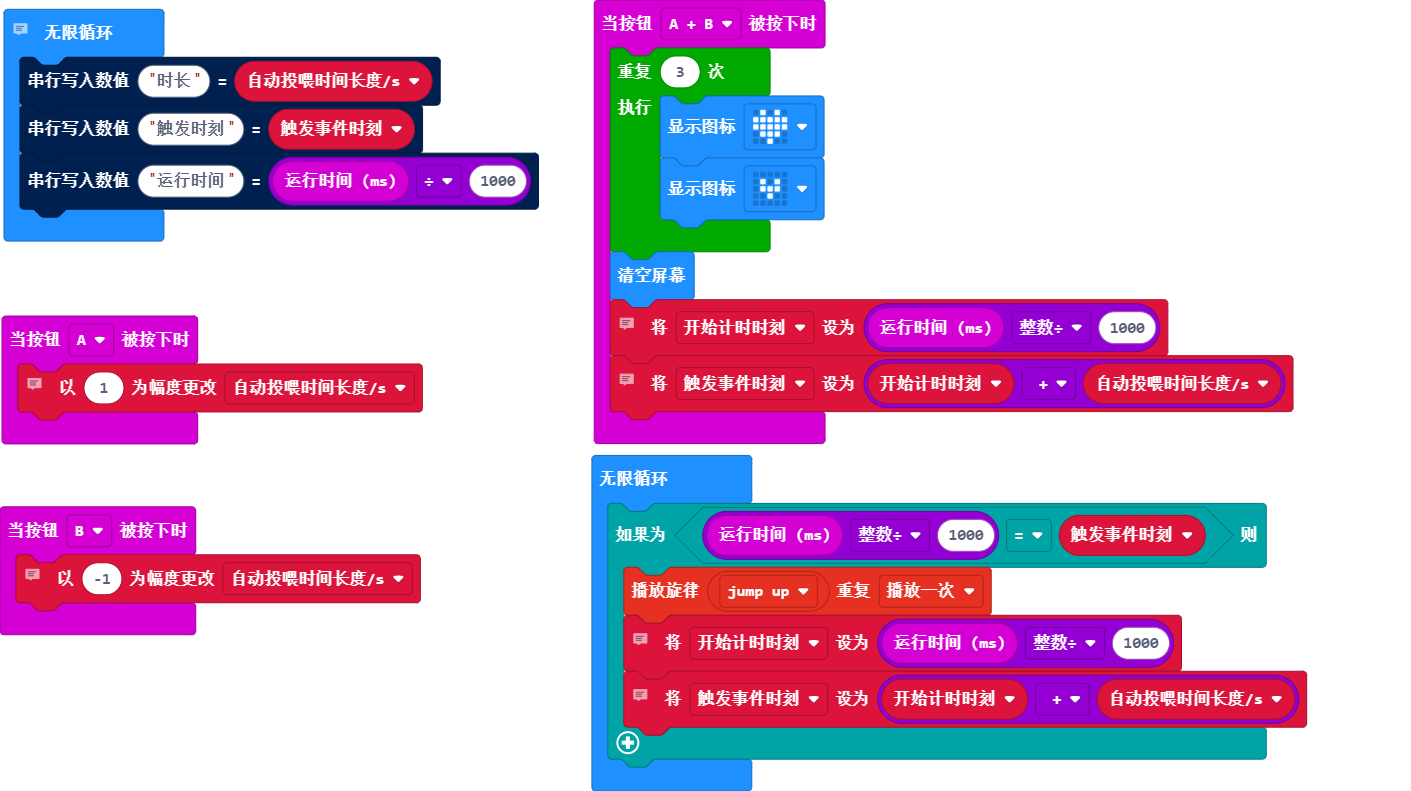 无限循环
串行写入数值 "时长" = 自动投喂时间长度/s
串行写入数值 "触发时刻" = 触发事件时刻
串行写入数值 "运行时间" = 运行时间 (ms) ÷ 1000
当按钮 A 被按下时
以 1 为幅度更改 自动投喂时间长度/s
当按钮 B 被按下时
以 -1 为幅度更改 自动投喂时间长度/s
当按钮 A + B 被按下时
重复 3 次
执行
显示图标
显示图标
清空屏幕
将 开始计时时刻 设为 运行时间 (ms) 整数÷ 1000
将 触发事件时刻 设为 开始计时时刻 + 自动投喂时间长度/s
无限循环
如果为 运行时间 (ms) 整数÷ 1000 = 触发事件时刻 则
播放旋律 jump up 重复 播放一次
将 开始计时时刻 设为 运行时间 (ms) 整数÷ 1000
将 触发事件时刻 设为 开始计时时刻 + 自动投喂时间长度/s